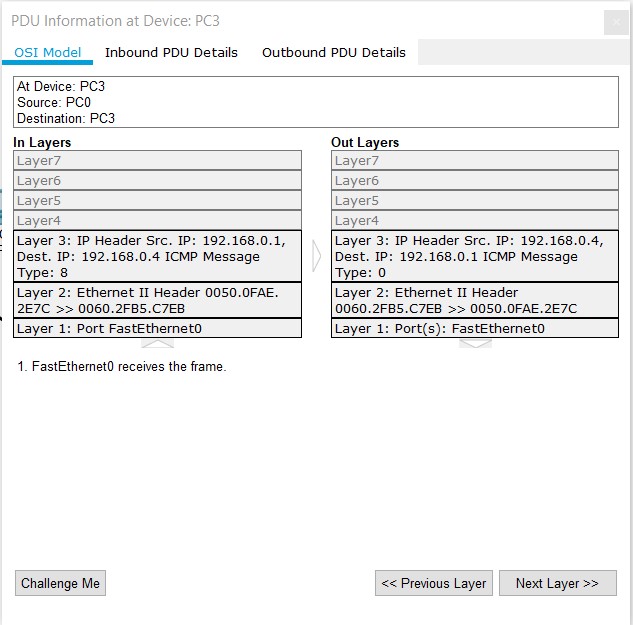 PDU Information at Device: PC3
OSI Model Inbound PDU Details Outbound PDU Details
At Device: PC3
Source: PC0
Destination: PC3
In Layers
Layer7
Layer6
Layer5
Layer4
Layer 3: IP Header Src. IP: 192.168.0.1,
Dest. IP: 192.168.0.4 ICMP Message
Type: 8
Layer 2: Ethernet II Header 0050.0FAE.
2E7C >> 0060.2FB5.C7EB
Layer 1: Port FastEthernet0
Out Layers
Layer7
Layer6
Layer5
Layer4
Layer 3: IP Header Src. IP: 192.168.0.4,
Dest. IP: 192.168.0.1 ICMP Message
Type: 0
Layer 2: Ethernet II Header
0060.2FB5.C7EB >> 0050.0FAE.2E7C
Layer 1: Port(s): FastEthernet0
1. FastEthernet0 receives the frame.
Challenge Me << Previous Layer Next Layer >>